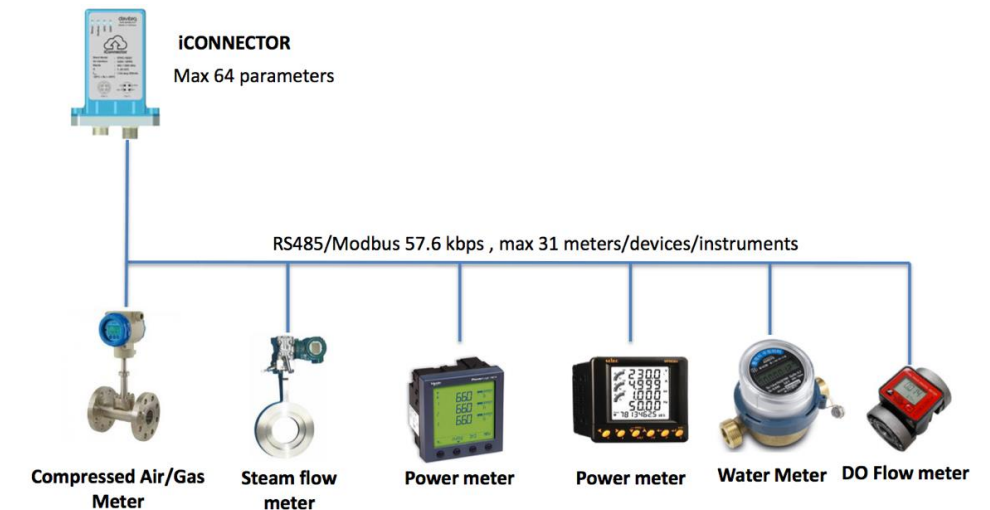 iCONNECTOR
Max 64 parameters
RS485/Modbus 57.6 kbps , max 31 meters/devices/instruments
660
660
660
230.0
4.999
1.000
50.00
Compressed Air/Gas
Meter
Steam flow
meter
Power meter
Power meter
Water Meter
DO Flow meter